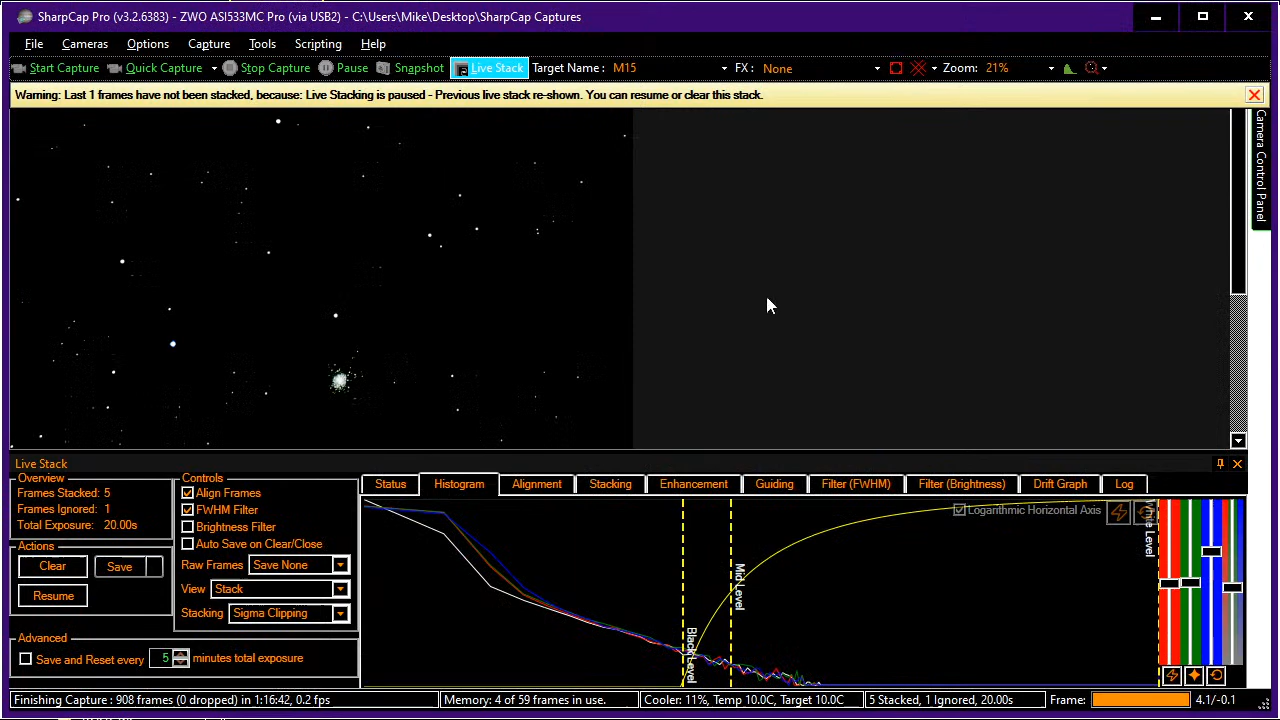 SharpCap Pro (v3.2.6383) - ZWO ASI533MC Pro (via USB2) - C:\Users\Mike\Desktop\SharpCap Captures
File Cameras Options Capture Tools Scripting Help
Start Capture Quick Capture Stop Capture Pause Snapshot Live Stack Target Name : M15 FX : None Zoom: 21%
Warning: Last 1 frames have not been stacked, because: Live Stacking is paused - Previous live stack re-shown. You can resume or clear this stack.
Camera Control Panel
Live Stack
Overview
Frames Stacked: 5
Frames Ignored: 1
Total Exposure: 20.00s
Actions
Clear Save
Resume
Controls
Align Frames
FWHM Filter
Brightness Filter
Auto Save on Clear/Close
Raw Frames Save None
View Stack
Stacking Sigma Clipping
Advanced
Save and Reset every 5 minutes total exposure
Status Histogram Alignment Stacking Enhancement Guiding Filter (FWHM) Filter (Brightness) Drift Graph Log
Logarithmic Horizontal Axis
Black Level
Mid Level
White Level
Finishing Capture : 908 frames (0 dropped) in 1:16:42, 0.2 fps Memory: 4 of 59 frames in use. Cooler: 11%, Temp 10.0C, Target 10.0C 5 Stacked, 1 Ignored, 20.00s Frame: 4.1/-0.1